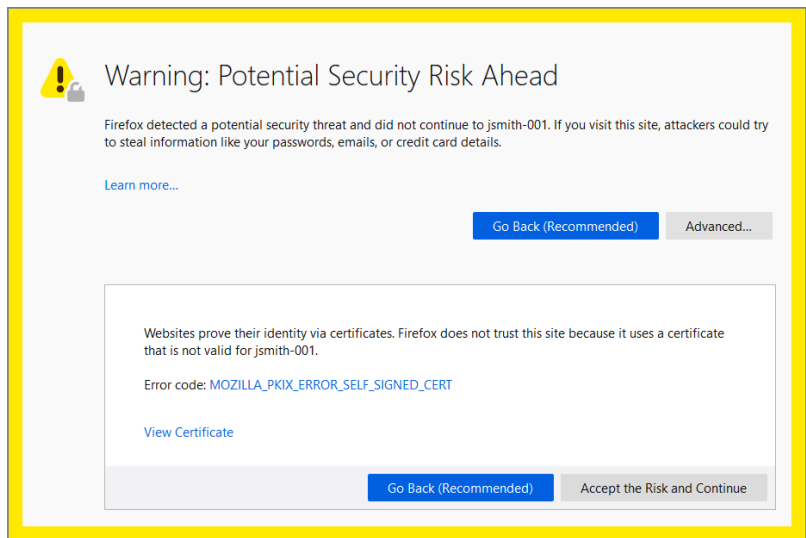 Warning: Potential Security Risk Ahead
Firefox detected a potential security threat and did not continue to jsmith-001. If you visit this site, attackers could try
to steal information like your passwords, emails, or credit card details.
Learn more...
Go Back (Recommended)
Advanced...
Websites prove their identity via certificates. Firefox does not trust this site because it uses a certificate
that is not valid for jsmith-001.
Error code: MOZILLA_PKIX_ERROR_SELF_SIGNED_CERT
View Certificate
Go Back (Recommended)
Accept the Risk and Continue